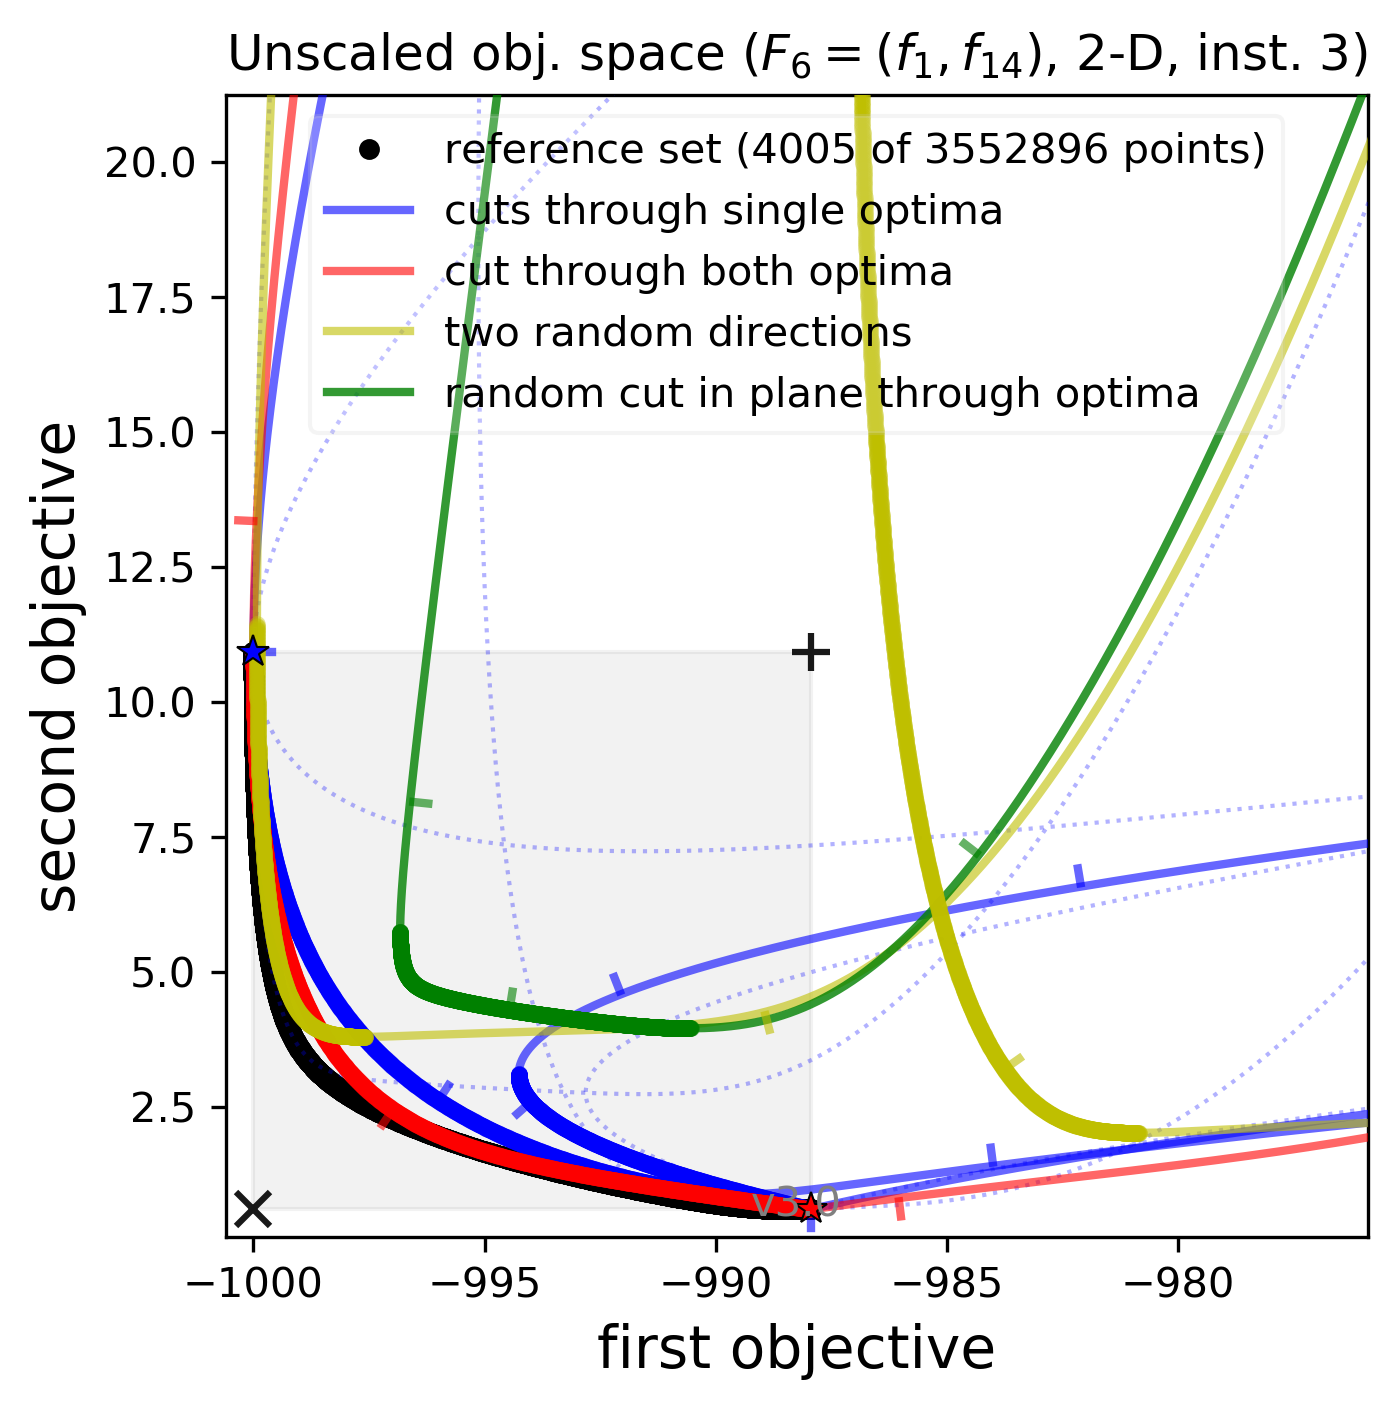 Unscaled obj. space (F₆ = (f₁, f₁₄), 2-D, inst. 3)
reference set (4005 of 3552896 points)
cuts through single optima
cut through both optima
two random directions
random cut in plane through optima
20.0
17.5
15.0
12.5
10.0
7.5
5.0
2.5
second objective
v3.0
−1000
−995
−990
−985
−980
first objective